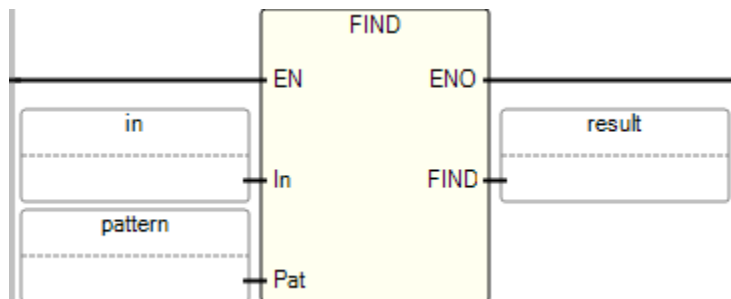 FIND
EN ENO
in result
In FIND
pattern
Pat